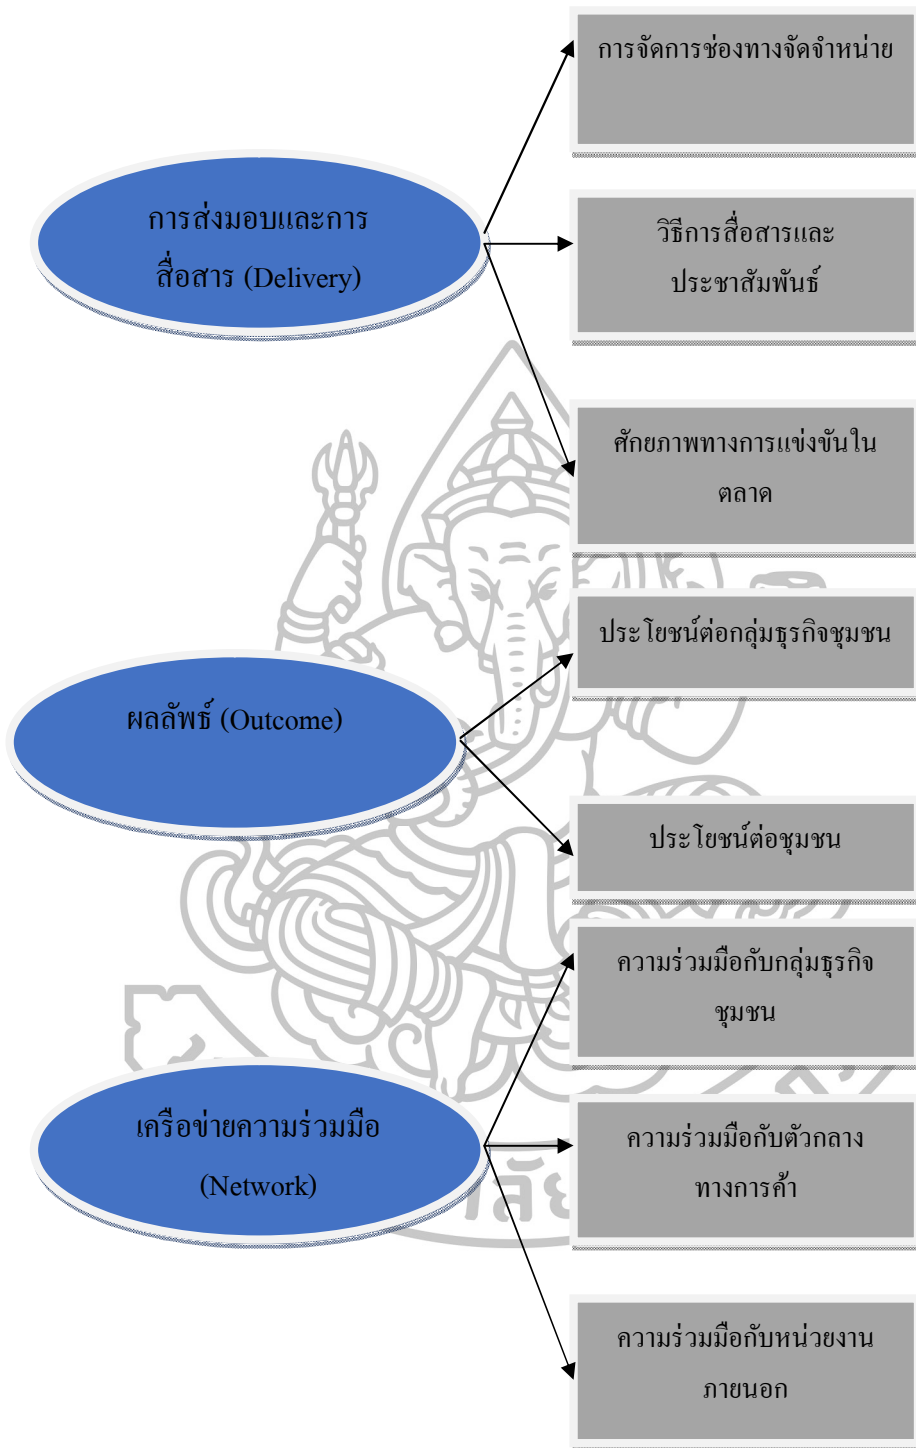 การจัดการช่องทางจัดจำหน่าย
การส่งมอบและการ
สื่อสาร (Delivery)
วิธีการสื่อสารและ
ประชาสัมพันธ์
ศักยภาพทางการแข่งขันใน
ตลาด
ประโยชน์ต่อกลุ่มธุรกิจชุมชน
ผลลัพธ์ (Outcome)
ประโยชน์ต่อชุมชน
ความร่วมมือกับกลุ่มธุรกิจ
ชุมชน
เครือข่ายความร่วมมือ
(Network)
ความร่วมมือกับตัวกลาง
ทางการค้า
ความร่วมมือกับหน่วยงาน
ภายนอก